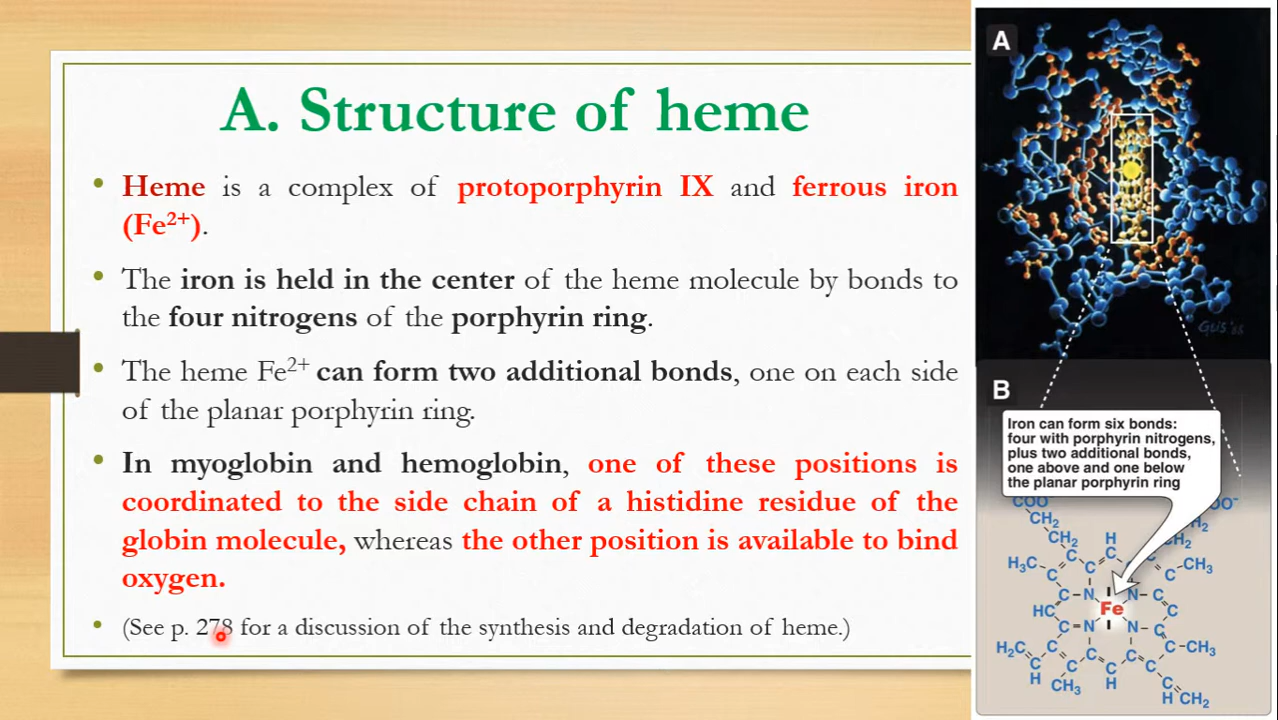 A. Structure of heme
• Heme is a complex of protoporphyrin IX and ferrous iron
(Fe²⁺).
• The iron is held in the center of the heme molecule by bonds to
the four nitrogens of the porphyrin ring.
• The heme Fe²⁺ can form two additional bonds, one on each side
of the planar porphyrin ring.
• In myoglobin and hemoglobin, one of these positions is
coordinated to the side chain of a histidine residue of the
globin molecule, whereas the other position is available to bind
oxygen.
• (See p. 278 for a discussion of the synthesis and degradation of heme.)
A
B
Iron can form six bonds:
four with porphyrin nitrogens,
plus two additional bonds,
one above and one below
the planar porphyrin ring
COO⁻ OO⁻
CH₂ H₂
CH₂ H CH₂
H₃C C C C C C CH₃
C C
C N N C
HC Fe C
C N N C
H₂C C C C C C CH₃
C C C C
H CH₃ H C
H CH₂